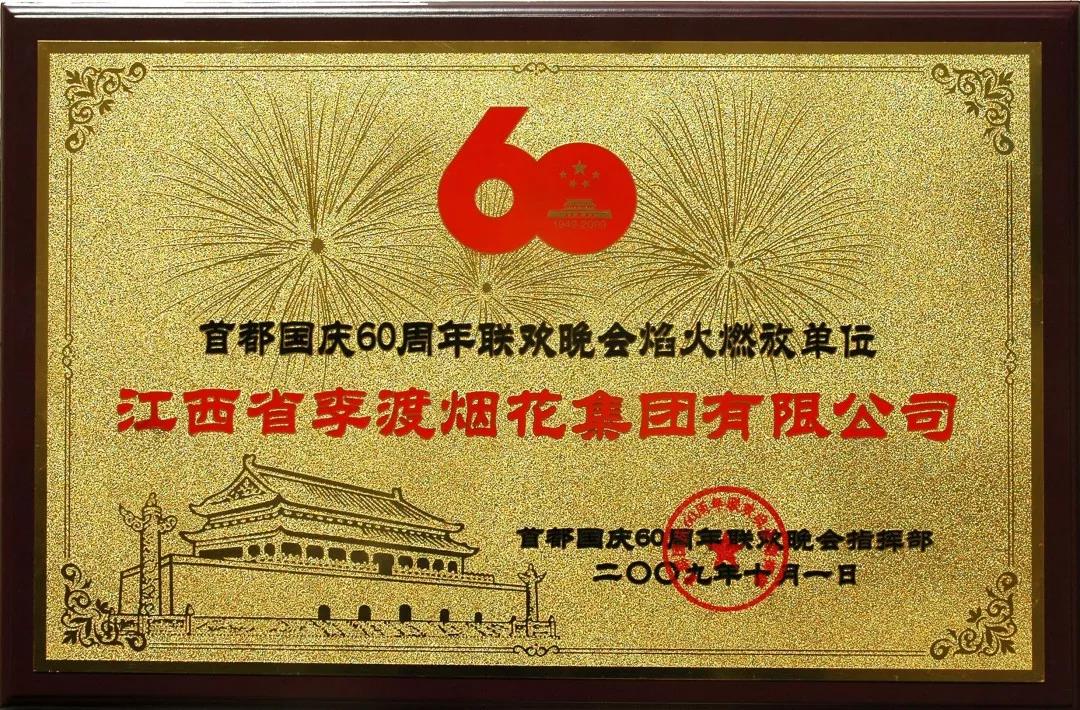 60
1949-2009
首都国庆60周年联欢晚会焰火燃放单位
江西省李渡烟花集团有限公司
首都国庆60周年联欢晚会指挥部
二〇〇九年十月一日